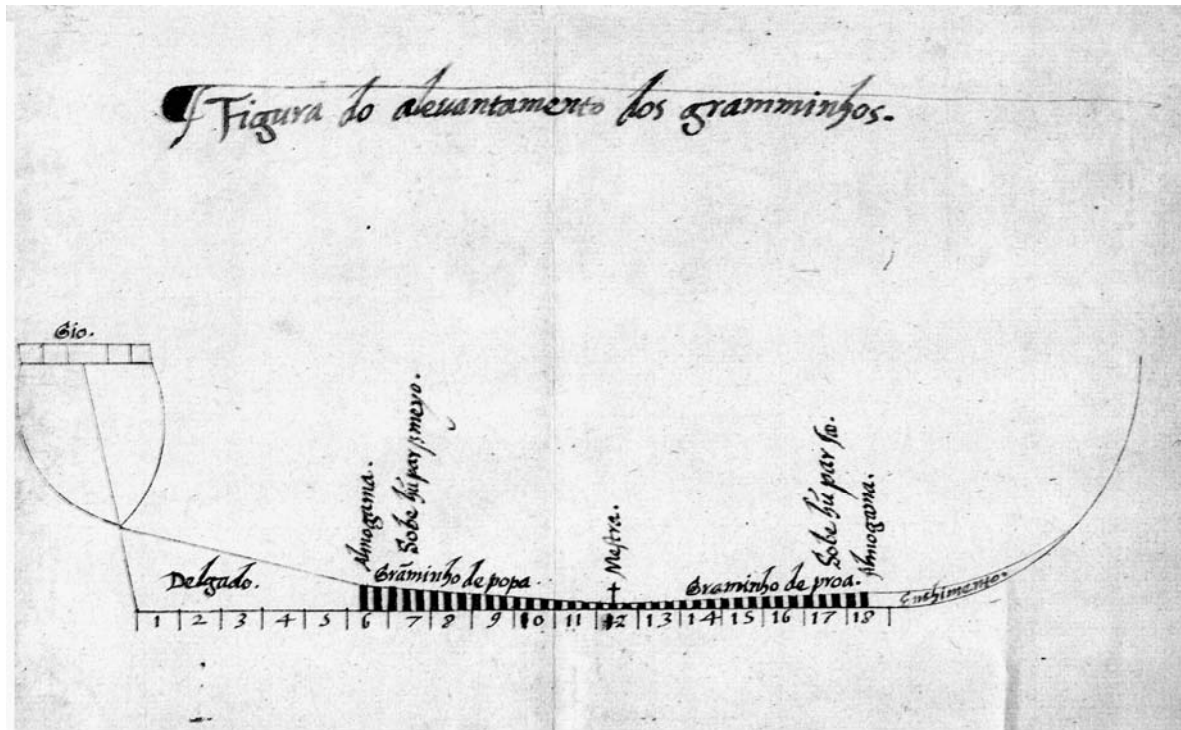 Figura do aleuantamento dos gramminhos.
Gio.
Almogama.
Sobe hũ par & meyo.
Mestra.
Sobe hũ par so.
Almogama.
Delgado.
Graminho de popa.
Graminho de proa.
Enchimento.
1 2 3 4 5 6 7 8 9 10 11 12 13 14 15 16 17 18